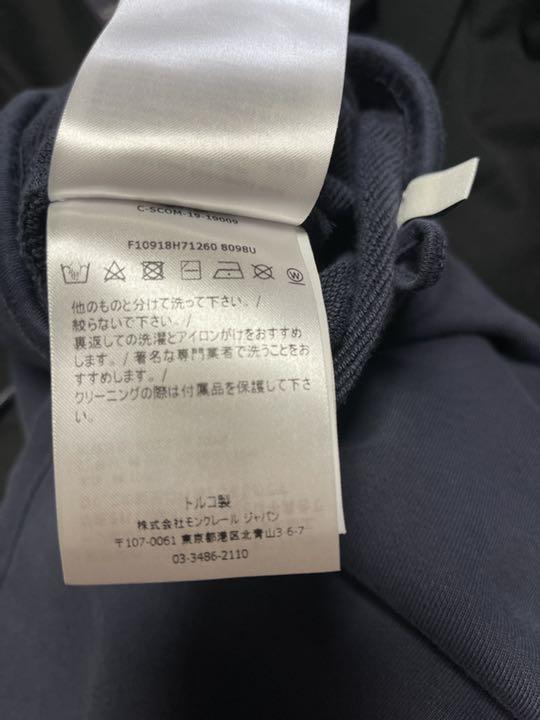 C-SCOM-19-19009
F10918H71260 8098U
W
他のものと分けて洗って下さい。/
絞らないで下さい。/
裏返しての洗濯とアイロンがけをおすすめ
します。/ 著名な専門業者で洗うことをお
すすめします。/
クリーニングの際は付属品を保護して下さ
い。
トルコ製
株式会社モンクレール ジャパン
〒107-0061 東京都港区北青山3-6-7
03-3486-2110